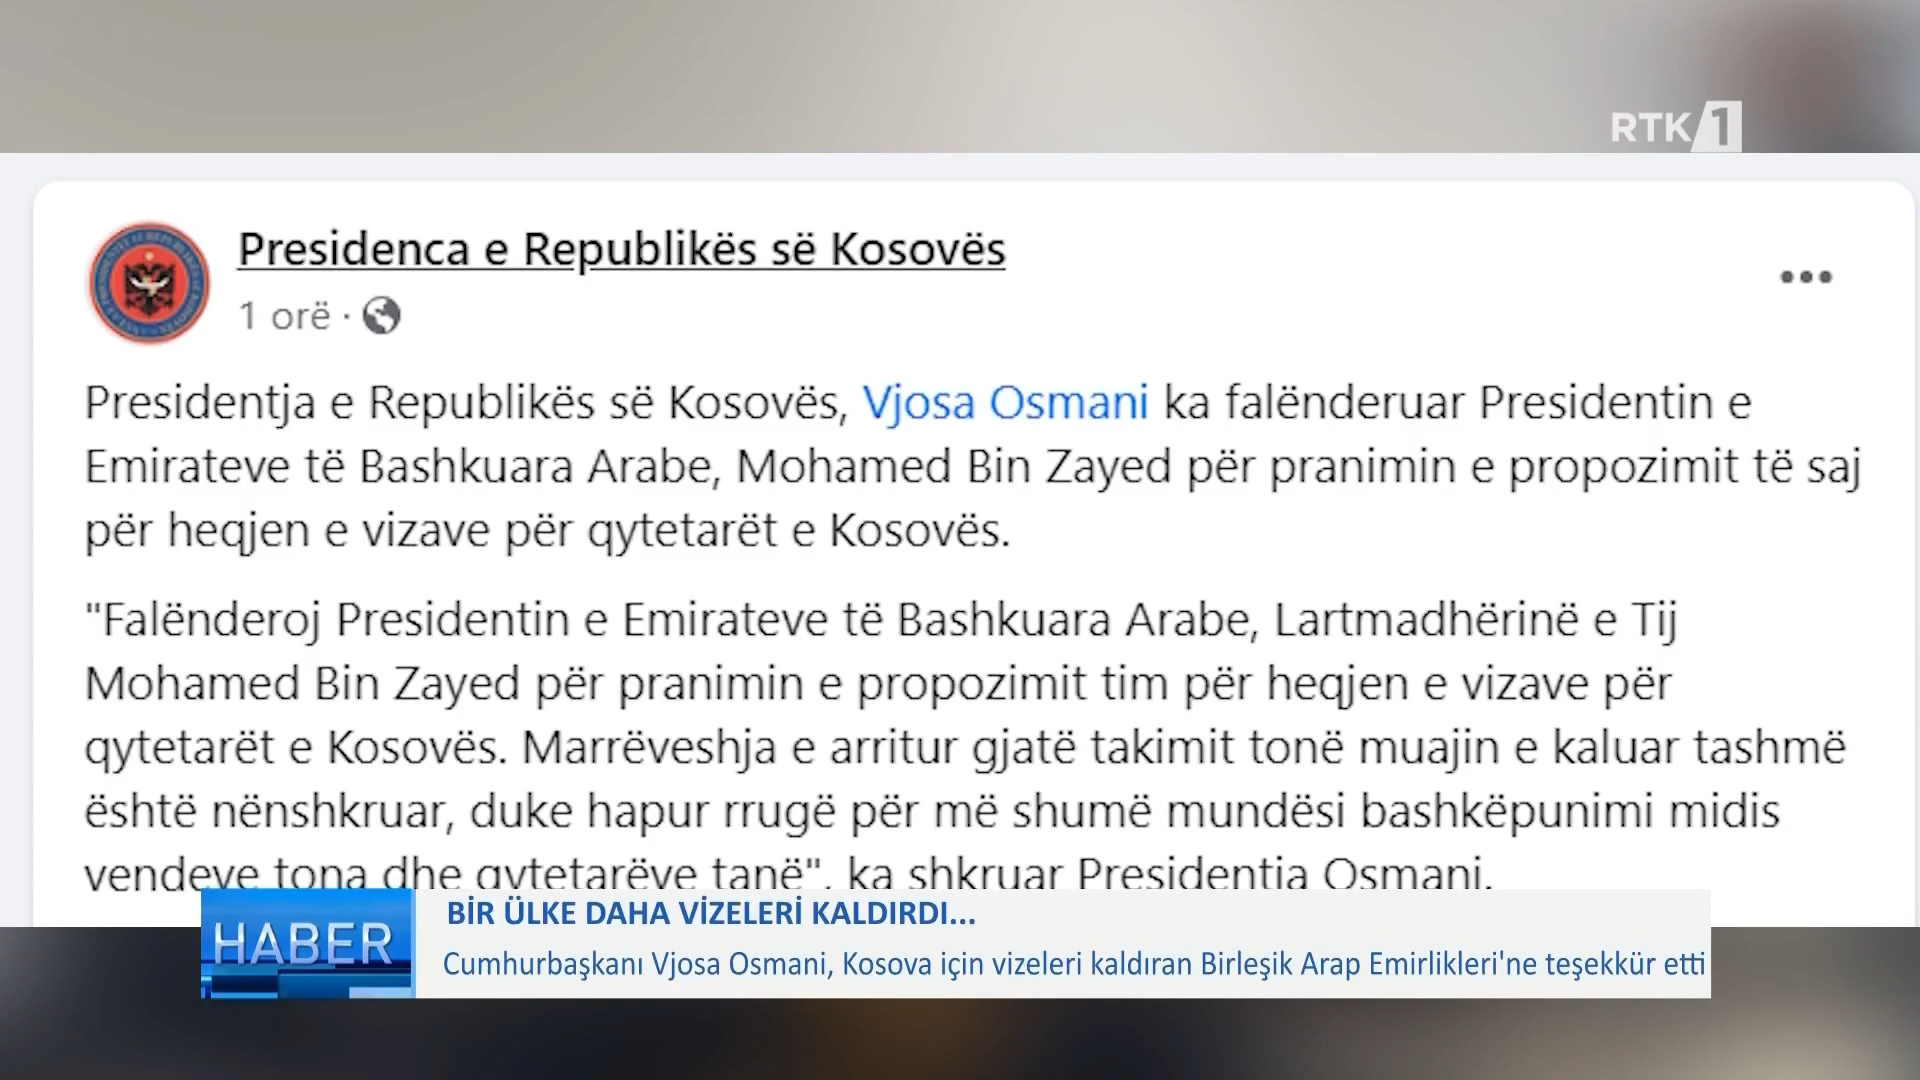 RTK 1
Presidenca e Republikës së Kosovës
1 orë ·
Presidentja e Republikës së Kosovës, Vjosa Osmani ka falënderuar Presidentin e
Emirateve të Bashkuara Arabe, Mohamed Bin Zayed për pranimin e propozimit të saj
për heqjen e vizave për qytetarët e Kosovës.
"Falënderoj Presidentin e Emirateve të Bashkuara Arabe, Lartmadhërinë e Tij
Mohamed Bin Zayed për pranimin e propozimit tim për heqjen e vizave për
qytetarët e Kosovës. Marrëveshja e arritur gjatë takimit tonë muajin e kaluar tashmë
është nënshkruar, duke hapur rrugë për më shumë mundësi bashkëpunimi midis
vendeve tona dhe qytetarëve tanë", ka shkruar Presidentja Osmani.
HABER
BİR ÜLKE DAHA VİZELERİ KALDIRDI...
Cumhurbaşkanı Vjosa Osmani, Kosova için vizeleri kaldıran Birleşik Arap Emirlikleri'ne teşekkür etti